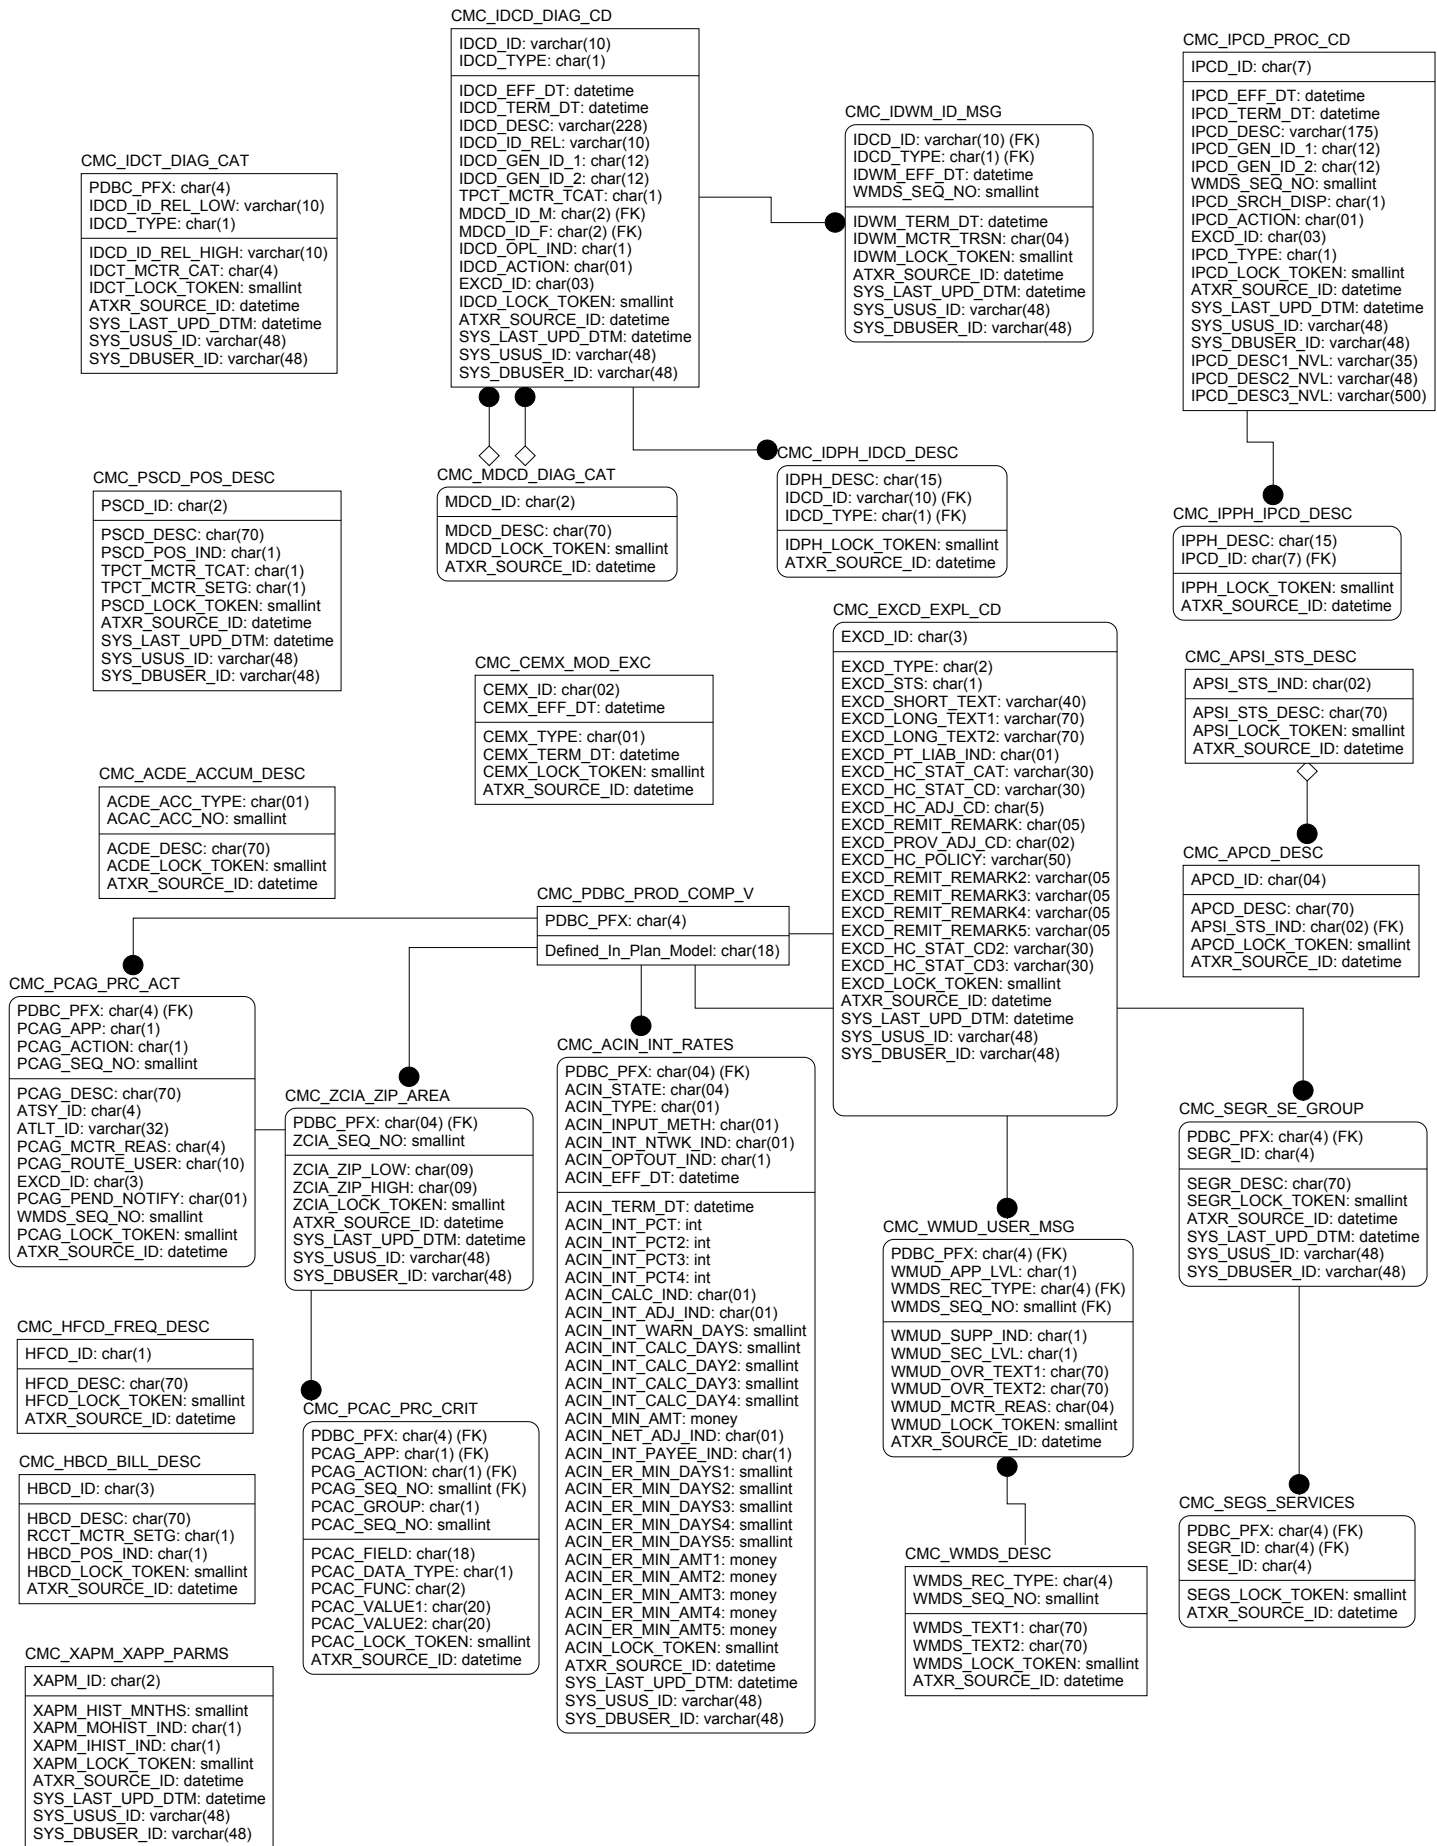 CMC_IDCD_DIAG_CD
IDCD_ID: varchar(10)
IDCD_TYPE: char(1)
IDCD_EFF_DT: datetime
IDCD_TERM_DT: datetime
IDCD_DESC: varchar(228)
IDCD_ID_REL: varchar(10)
IDCD_GEN_ID_1: char(12)
IDCD_GEN_ID_2: char(12)
TPCT_MCTR_TCAT: char(1)
MDCD_ID_M: char(2) (FK)
MDCD_ID_F: char(2) (FK)
IDCD_OPL_IND: char(1)
IDCD_ACTION: char(01)
EXCD_ID: char(03)
IDCD_LOCK_TOKEN: smallint
ATXR_SOURCE_ID: datetime
SYS_LAST_UPD_DTM: datetime
SYS_USUS_ID: varchar(48)
SYS_DBUSER_ID: varchar(48)
CMC_IPCD_PROC_CD
IPCD_ID: char(7)
IPCD_EFF_DT: datetime
IPCD_TERM_DT: datetime
IPCD_DESC: varchar(175)
IPCD_GEN_ID_1: char(12)
IPCD_GEN_ID_2: char(12)
WMDS_SEQ_NO: smallint
IPCD_SRCH_DISP: char(1)
IPCD_ACTION: char(01)
EXCD_ID: char(03)
IPCD_TYPE: char(1)
IPCD_LOCK_TOKEN: smallint
ATXR_SOURCE_ID: datetime
SYS_LAST_UPD_DTM: datetime
SYS_USUS_ID: varchar(48)
SYS_DBUSER_ID: varchar(48)
IPCD_DESC1_NVL: varchar(35)
IPCD_DESC2_NVL: varchar(48)
IPCD_DESC3_NVL: varchar(500)
CMC_IDWM_ID_MSG
IDCD_ID: varchar(10) (FK)
IDCD_TYPE: char(1) (FK)
IDWM_EFF_DT: datetime
WMDS_SEQ_NO: smallint
IDWM_TERM_DT: datetime
IDWM_MCTR_TRSN: char(04)
IDWM_LOCK_TOKEN: smallint
ATXR_SOURCE_ID: datetime
SYS_LAST_UPD_DTM: datetime
SYS_USUS_ID: varchar(48)
SYS_DBUSER_ID: varchar(48)
CMC_IDCT_DIAG_CAT
PDBC_PFX: char(4)
IDCD_ID_REL_LOW: varchar(10)
IDCD_TYPE: char(1)
IDCD_ID_REL_HIGH: varchar(10)
IDCT_MCTR_CAT: char(4)
IDCT_LOCK_TOKEN: smallint
ATXR_SOURCE_ID: datetime
SYS_LAST_UPD_DTM: datetime
SYS_USUS_ID: varchar(48)
SYS_DBUSER_ID: varchar(48)
CMC_PSCD_POS_DESC
PSCD_ID: char(2)
PSCD_DESC: char(70)
PSCD_POS_IND: char(1)
TPCT_MCTR_TCAT: char(1)
TPCT_MCTR_SETG: char(1)
PSCD_LOCK_TOKEN: smallint
ATXR_SOURCE_ID: datetime
SYS_LAST_UPD_DTM: datetime
SYS_USUS_ID: varchar(48)
SYS_DBUSER_ID: varchar(48)
CMC_MDCD_DIAG_CAT
MDCD_ID: char(2)
MDCD_DESC: char(70)
MDCD_LOCK_TOKEN: smallint
ATXR_SOURCE_ID: datetime
CMC_IDPH_IDCD_DESC
IDPH_DESC: char(15)
IDCD_ID: varchar(10) (FK)
IDCD_TYPE: char(1) (FK)
IDPH_LOCK_TOKEN: smallint
ATXR_SOURCE_ID: datetime
CMC_IPPH_IPCD_DESC
IPPH_DESC: char(15)
IPCD_ID: char(7) (FK)
IPPH_LOCK_TOKEN: smallint
ATXR_SOURCE_ID: datetime
CMC_EXCD_EXPL_CD
EXCD_ID: char(3)
EXCD_TYPE: char(2)
EXCD_STS: char(1)
EXCD_SHORT_TEXT: varchar(40)
EXCD_LONG_TEXT1: varchar(70)
EXCD_LONG_TEXT2: varchar(70)
EXCD_PT_LIAB_IND: char(01)
EXCD_HC_STAT_CAT: varchar(30)
EXCD_HC_STAT_CD: varchar(30)
EXCD_HC_ADJ_CD: char(5)
EXCD_REMIT_REMARK: char(05)
EXCD_PROV_ADJ_CD: char(02)
EXCD_HC_POLICY: varchar(50)
EXCD_REMIT_REMARK2: varchar(05
EXCD_REMIT_REMARK3: varchar(05
EXCD_REMIT_REMARK4: varchar(05
EXCD_REMIT_REMARK5: varchar(05
EXCD_HC_STAT_CD2: varchar(30)
EXCD_HC_STAT_CD3: varchar(30)
EXCD_LOCK_TOKEN: smallint
ATXR_SOURCE_ID: datetime
SYS_LAST_UPD_DTM: datetime
SYS_USUS_ID: varchar(48)
SYS_DBUSER_ID: varchar(48)
CMC_CEMX_MOD_EXC
CEMX_ID: char(02)
CEMX_EFF_DT: datetime
CEMX_TYPE: char(01)
CEMX_TERM_DT: datetime
CEMX_LOCK_TOKEN: smallint
ATXR_SOURCE_ID: datetime
CMC_APSI_STS_DESC
APSI_STS_IND: char(02)
APSI_STS_DESC: char(70)
APSI_LOCK_TOKEN: smallint
ATXR_SOURCE_ID: datetime
CMC_ACDE_ACCUM_DESC
ACDE_ACC_TYPE: char(01)
ACAC_ACC_NO: smallint
ACDE_DESC: char(70)
ACDE_LOCK_TOKEN: smallint
ATXR_SOURCE_ID: datetime
CMC_APCD_DESC
APCD_ID: char(04)
APCD_DESC: char(70)
APSI_STS_IND: char(02) (FK)
APCD_LOCK_TOKEN: smallint
ATXR_SOURCE_ID: datetime
CMC_PDBC_PROD_COMP_V
PDBC_PFX: char(4)
Defined_In_Plan_Model: char(18)
CMC_PCAG_PRC_ACT
PDBC_PFX: char(4) (FK)
PCAG_APP: char(1)
PCAG_ACTION: char(1)
PCAG_SEQ_NO: smallint
PCAG_DESC: char(70)
ATSY_ID: char(4)
ATLT_ID: varchar(32)
PCAG_MCTR_REAS: char(4)
PCAG_ROUTE_USER: char(10)
EXCD_ID: char(3)
PCAG_PEND_NOTIFY: char(01)
WMDS_SEQ_NO: smallint
PCAG_LOCK_TOKEN: smallint
ATXR_SOURCE_ID: datetime
CMC_ZCIA_ZIP_AREA
PDBC_PFX: char(04) (FK)
ZCIA_SEQ_NO: smallint
ZCIA_ZIP_LOW: char(09)
ZCIA_ZIP_HIGH: char(09)
ZCIA_LOCK_TOKEN: smallint
ATXR_SOURCE_ID: datetime
SYS_LAST_UPD_DTM: datetime
SYS_USUS_ID: varchar(48)
SYS_DBUSER_ID: varchar(48)
CMC_ACIN_INT_RATES
PDBC_PFX: char(04) (FK)
ACIN_STATE: char(04)
ACIN_TYPE: char(01)
ACIN_INPUT_METH: char(01)
ACIN_INT_NTWK_IND: char(01)
ACIN_OPTOUT_IND: char(1)
ACIN_EFF_DT: datetime
ACIN_TERM_DT: datetime
ACIN_INT_PCT: int
ACIN_INT_PCT2: int
ACIN_INT_PCT3: int
ACIN_INT_PCT4: int
ACIN_CALC_IND: char(01)
ACIN_INT_ADJ_IND: char(01)
ACIN_INT_WARN_DAYS: smallint
ACIN_INT_CALC_DAYS: smallint
ACIN_INT_CALC_DAY2: smallint
ACIN_INT_CALC_DAY3: smallint
ACIN_INT_CALC_DAY4: smallint
ACIN_MIN_AMT: money
ACIN_NET_ADJ_IND: char(01)
ACIN_INT_PAYEE_IND: char(1)
ACIN_ER_MIN_DAYS1: smallint
ACIN_ER_MIN_DAYS2: smallint
ACIN_ER_MIN_DAYS3: smallint
ACIN_ER_MIN_DAYS4: smallint
ACIN_ER_MIN_DAYS5: smallint
ACIN_ER_MIN_AMT1: money
ACIN_ER_MIN_AMT2: money
ACIN_ER_MIN_AMT3: money
ACIN_ER_MIN_AMT4: money
ACIN_ER_MIN_AMT5: money
ACIN_LOCK_TOKEN: smallint
ATXR_SOURCE_ID: datetime
SYS_LAST_UPD_DTM: datetime
SYS_USUS_ID: varchar(48)
SYS_DBUSER_ID: varchar(48)
CMC_SEGR_SE_GROUP
PDBC_PFX: char(4) (FK)
SEGR_ID: char(4)
SEGR_DESC: char(70)
SEGR_LOCK_TOKEN: smallint
ATXR_SOURCE_ID: datetime
SYS_LAST_UPD_DTM: datetime
SYS_USUS_ID: varchar(48)
SYS_DBUSER_ID: varchar(48)
CMC_WMUD_USER_MSG
PDBC_PFX: char(4) (FK)
WMUD_APP_LVL: char(1)
WMDS_REC_TYPE: char(4) (FK)
WMDS_SEQ_NO: smallint (FK)
WMUD_SUPP_IND: char(1)
WMUD_SEC_LVL: char(1)
WMUD_OVR_TEXT1: char(70)
WMUD_OVR_TEXT2: char(70)
WMUD_MCTR_REAS: char(04)
WMUD_LOCK_TOKEN: smallint
ATXR_SOURCE_ID: datetime
CMC_HFCD_FREQ_DESC
HFCD_ID: char(1)
HFCD_DESC: char(70)
HFCD_LOCK_TOKEN: smallint
ATXR_SOURCE_ID: datetime
CMC_PCAC_PRC_CRIT
PDBC_PFX: char(4) (FK)
PCAG_APP: char(1) (FK)
PCAG_ACTION: char(1) (FK)
PCAG_SEQ_NO: smallint (FK)
PCAC_GROUP: char(1)
PCAC_SEQ_NO: smallint
PCAC_FIELD: char(18)
PCAC_DATA_TYPE: char(1)
PCAC_FUNC: char(2)
PCAC_VALUE1: char(20)
PCAC_VALUE2: char(20)
PCAC_LOCK_TOKEN: smallint
ATXR_SOURCE_ID: datetime
CMC_HBCD_BILL_DESC
HBCD_ID: char(3)
HBCD_DESC: char(70)
RCCT_MCTR_SETG: char(1)
HBCD_POS_IND: char(1)
HBCD_LOCK_TOKEN: smallint
ATXR_SOURCE_ID: datetime
CMC_SEGS_SERVICES
PDBC_PFX: char(4) (FK)
SEGR_ID: char(4) (FK)
SESE_ID: char(4)
SEGS_LOCK_TOKEN: smallint
ATXR_SOURCE_ID: datetime
CMC_WMDS_DESC
WMDS_REC_TYPE: char(4)
WMDS_SEQ_NO: smallint
WMDS_TEXT1: char(70)
WMDS_TEXT2: char(70)
WMDS_LOCK_TOKEN: smallint
ATXR_SOURCE_ID: datetime
CMC_XAPM_XAPP_PARMS
XAPM_ID: char(2)
XAPM_HIST_MNTHS: smallint
XAPM_MOHIST_IND: char(1)
XAPM_IHIST_IND: char(1)
XAPM_LOCK_TOKEN: smallint
ATXR_SOURCE_ID: datetime
SYS_LAST_UPD_DTM: datetime
SYS_USUS_ID: varchar(48)
SYS_DBUSER_ID: varchar(48)